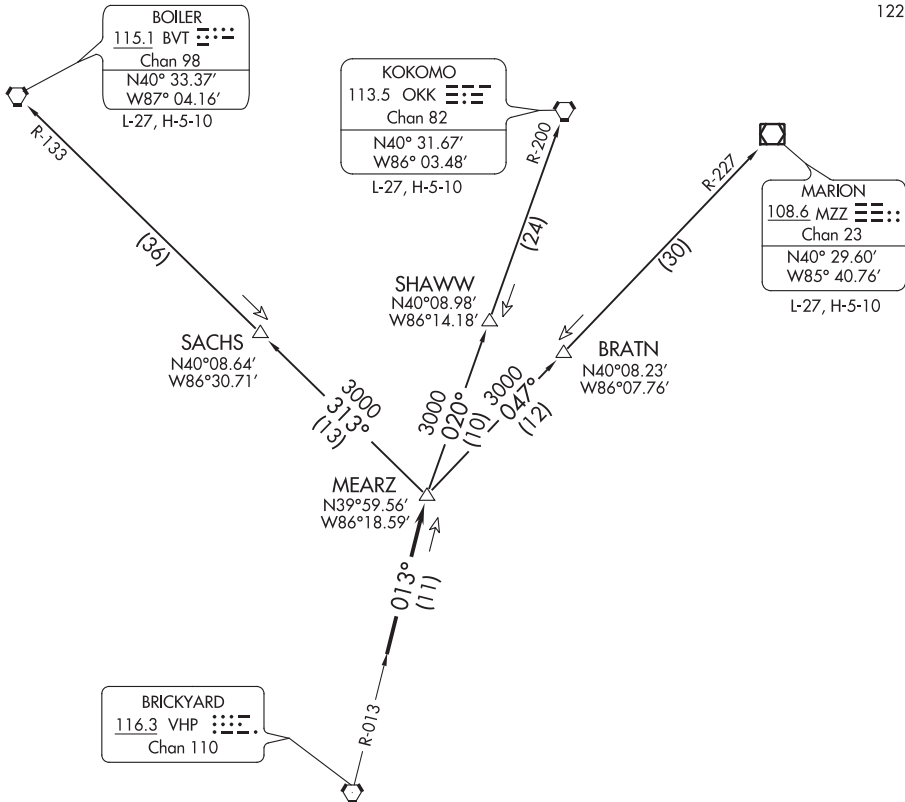 122
BOILER
115.1 BVT
Chan 98
N40° 33.37′
W87° 04.16′
L-27, H-5-10
KOKOMO
113.5 OKK
Chan 82
N40° 31.67′
W86° 03.48′
L-27, H-5-10
MARION
108.6 MZZ
Chan 23
N40° 29.60′
W85° 40.76′
L-27, H-5-10
R-133
R-200
R-227
(36)
(24)
(30)
SACHS
N40°08.64′
W86°30.71′
SHAWW
N40°08.98′
W86°14.18′
BRATN
N40°08.23′
W86°07.76′
3000
313°
(13)
3000
020°
(10)
3000
047°
(12)
MEARZ
N39°59.56′
W86°18.59′
013°
(11)
R-013
BRICKYARD
116.3 VHP
Chan 110